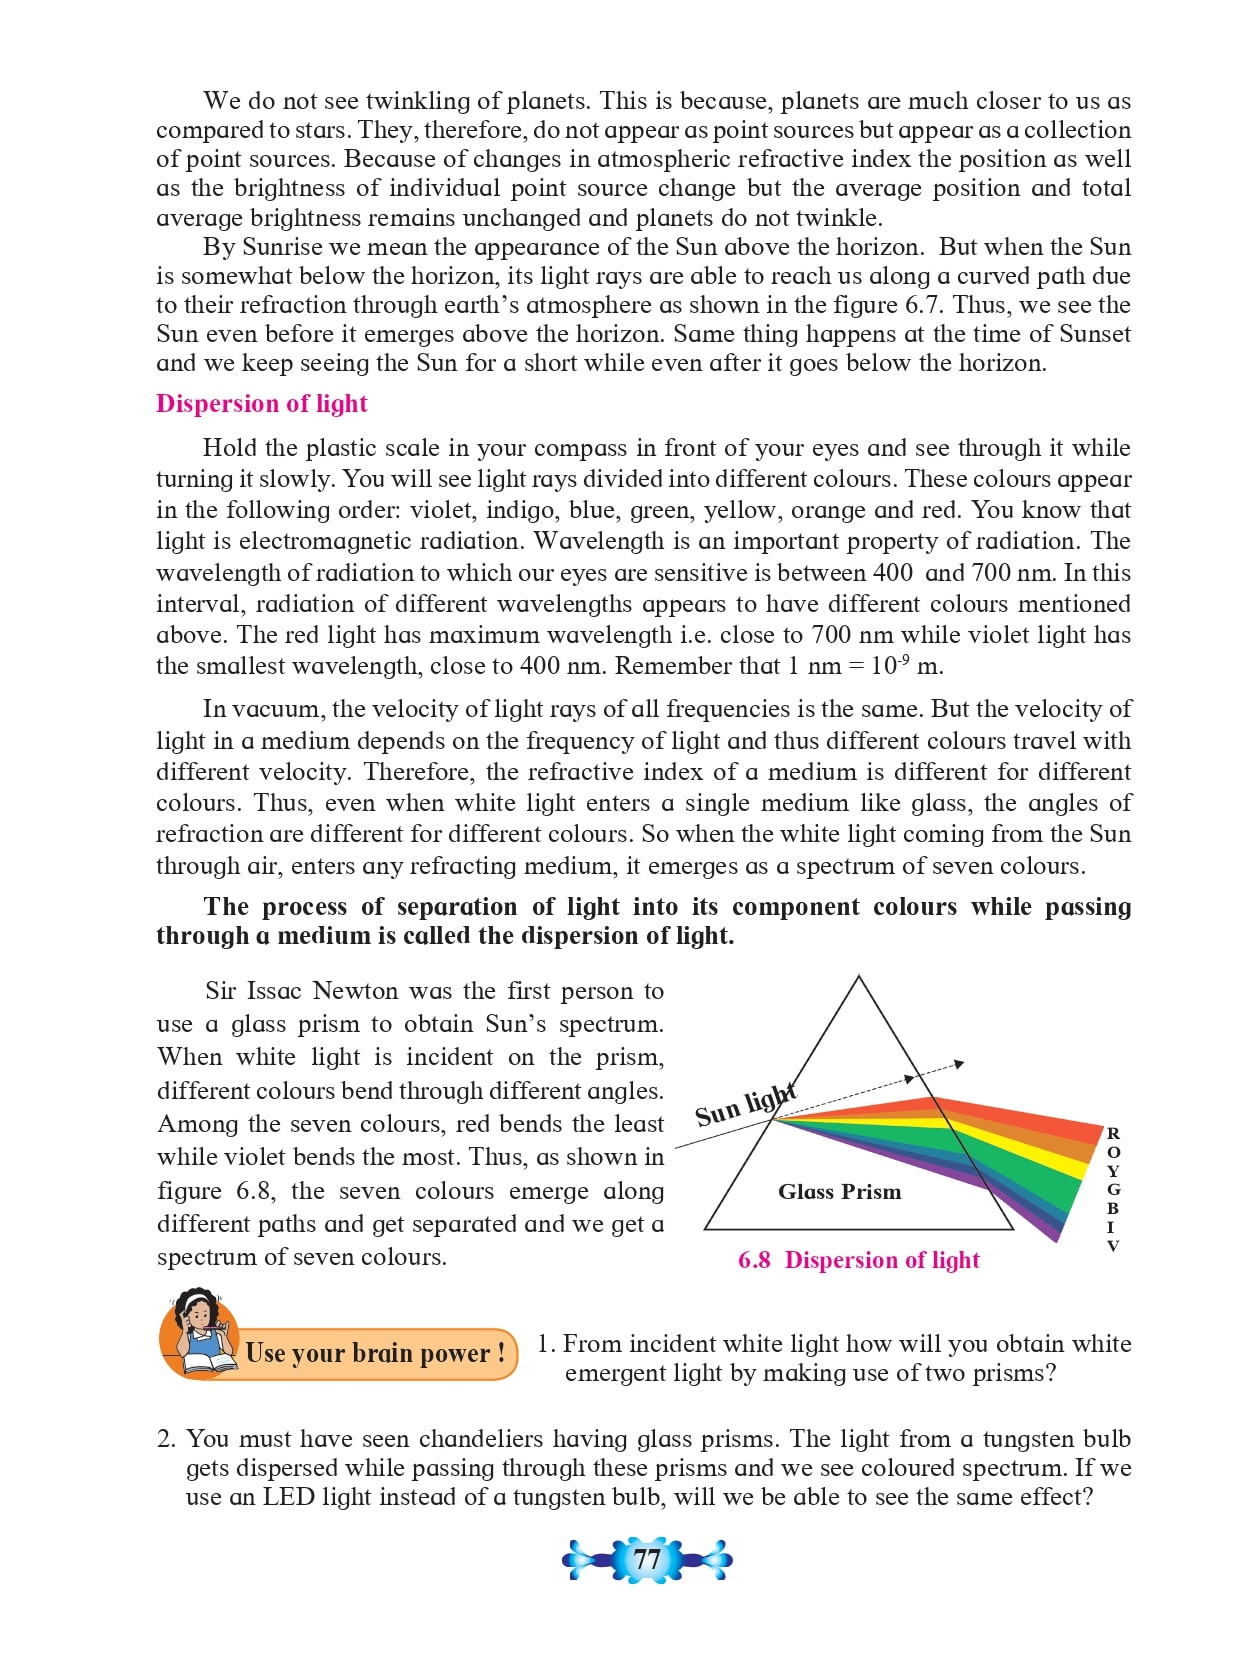 We do not see twinkling of planets. This is because, planets are much closer to us as
compared to stars. They, therefore, do not appear as point sources but appear as a collection
of point sources. Because of changes in atmospheric refractive index the position as well
as the brightness of individual point source change but the average position and total
average brightness remains unchanged and planets do not twinkle.
By Sunrise we mean the appearance of the Sun above the horizon. But when the Sun
is somewhat below the horizon, its light rays are able to reach us along a curved path due
to their refraction through earth's atmosphere as shown in the figure 6.7. Thus, we see the
Sun even before it emerges above the horizon. Same thing happens at the time of Sunset
and we keep seeing the Sun for a short while even after it goes below the horizon.
Dispersion of light
Hold the plastic scale in your compass in front of your eyes and see through it while
turning it slowly. You will see light rays divided into different colours. These colours appear
in the following order: violet, indigo, blue, green, yellow, orange and red. You know that
light is electromagnetic radiation. Wavelength is an important property of radiation. The
wavelength of radiation to which our eyes are sensitive is between 400 and 700 nm. In this
interval, radiation of different wavelengths appears to have different colours mentioned
above. The red light has maximum wavelength i.e. close to 700 nm while violet light has
the smallest wavelength, close to 400 nm. Remember that 1 nm = 10⁻⁹ m.
In vacuum, the velocity of light rays of all frequencies is the same. But the velocity of
light in a medium depends on the frequency of light and thus different colours travel with
different velocity. Therefore, the refractive index of a medium is different for different
colours. Thus, even when white light enters a single medium like glass, the angles of
refraction are different for different colours. So when the white light coming from the Sun
through air, enters any refracting medium, it emerges as a spectrum of seven colours.
The process of separation of light into its component colours while passing
through a medium is called the dispersion of light.
Sir Issac Newton was the first person to
use a glass prism to obtain Sun's spectrum.
When white light is incident on the prism,
different colours bend through different angles.
Among the seven colours, red bends the least
while violet bends the most. Thus, as shown in
figure 6.8, the seven colours emerge along
different paths and get separated and we get a
spectrum of seven colours.
Sun light
Glass Prism
R
O
Y
G
B
I
V
6.8 Dispersion of light
Use your brain power !
1. From incident white light how will you obtain white
emergent light by making use of two prisms?
2. You must have seen chandeliers having glass prisms. The light from a tungsten bulb
gets dispersed while passing through these prisms and we see coloured spectrum. If we
use an LED light instead of a tungsten bulb, will we be able to see the same effect?
77